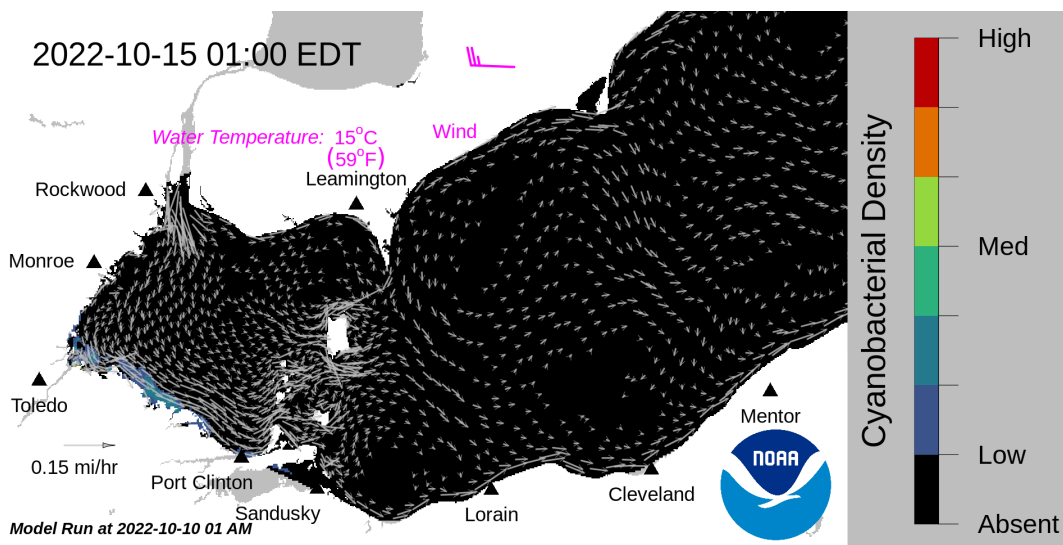 2022-10-15 01:00 EDT
Water Temperature: 15°C
(59°F)
Wind
Leamington
Rockwood
Monroe
Toledo
0.15 mi/hr
Port Clinton
Sandusky
Lorain
Cleveland
Mentor
NOAA
Model Run at 2022-10-10 01 AM
Cyanobacterial Density
High
Med
Low
Absent